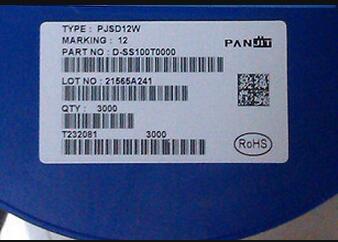 TYPE : PJSD12W
MARKING : 12
PART NO : D-SS100T0000
PANJIT
LOT NO : 21565A241
QTY : 3000
T232081 3000
RoHS